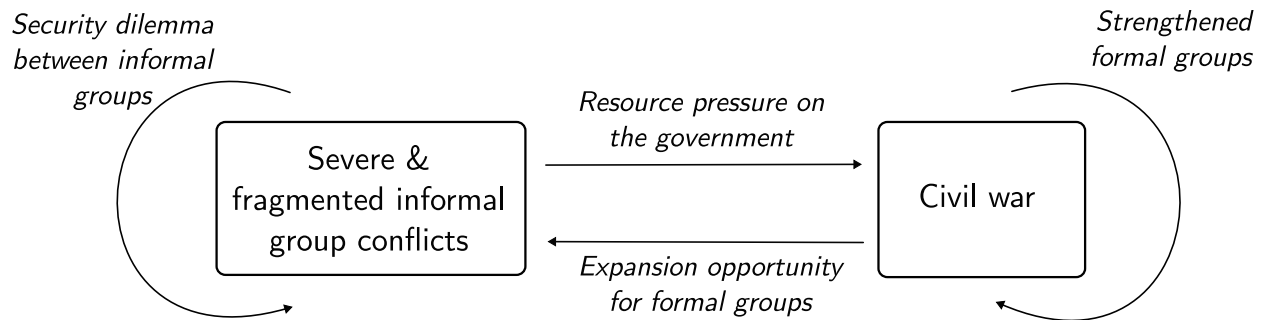 Security dilemma
between informal
groups
Severe &
fragmented informal
group conflicts
Resource pressure on
the government
Expansion opportunity
for formal groups
Civil war
Strengthened
formal groups